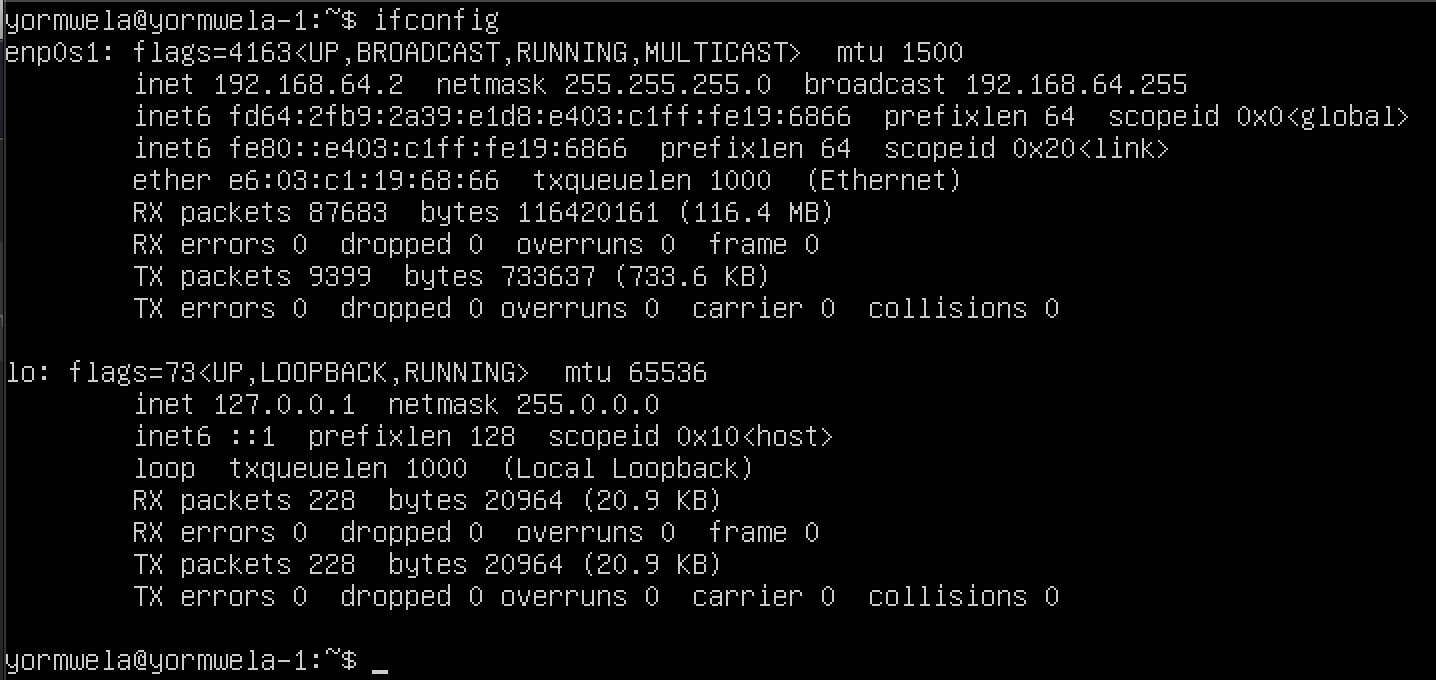 yormwela@yormwela-1:~$ ifconfig
enp0s1: flags=4163<UP,BROADCAST,RUNNING,MULTICAST>  mtu 1500
        inet 192.168.64.2  netmask 255.255.255.0  broadcast 192.168.64.255
        inet6 fd64:2fb9:2a39:e1d8:e403:c1ff:fe19:6866  prefixlen 64  scopeid 0x0<global>
        inet6 fe80::e403:c1ff:fe19:6866  prefixlen 64  scopeid 0x20<link>
        ether e6:03:c1:19:68:66  txqueuelen 1000  (Ethernet)
        RX packets 87683  bytes 116420161 (116.4 MB)
        RX errors 0  dropped 0  overruns 0  frame 0
        TX packets 9399  bytes 733637 (733.6 KB)
        TX errors 0  dropped 0 overruns 0  carrier 0  collisions 0

lo: flags=73<UP,LOOPBACK,RUNNING>  mtu 65536
        inet 127.0.0.1  netmask 255.0.0.0
        inet6 ::1  prefixlen 128  scopeid 0x10<host>
        loop  txqueuelen 1000  (Local Loopback)
        RX packets 228  bytes 20964 (20.9 KB)
        RX errors 0  dropped 0  overruns 0  frame 0
        TX packets 228  bytes 20964 (20.9 KB)
        TX errors 0  dropped 0 overruns 0  carrier 0  collisions 0

yormwela@yormwela-1:~$ _